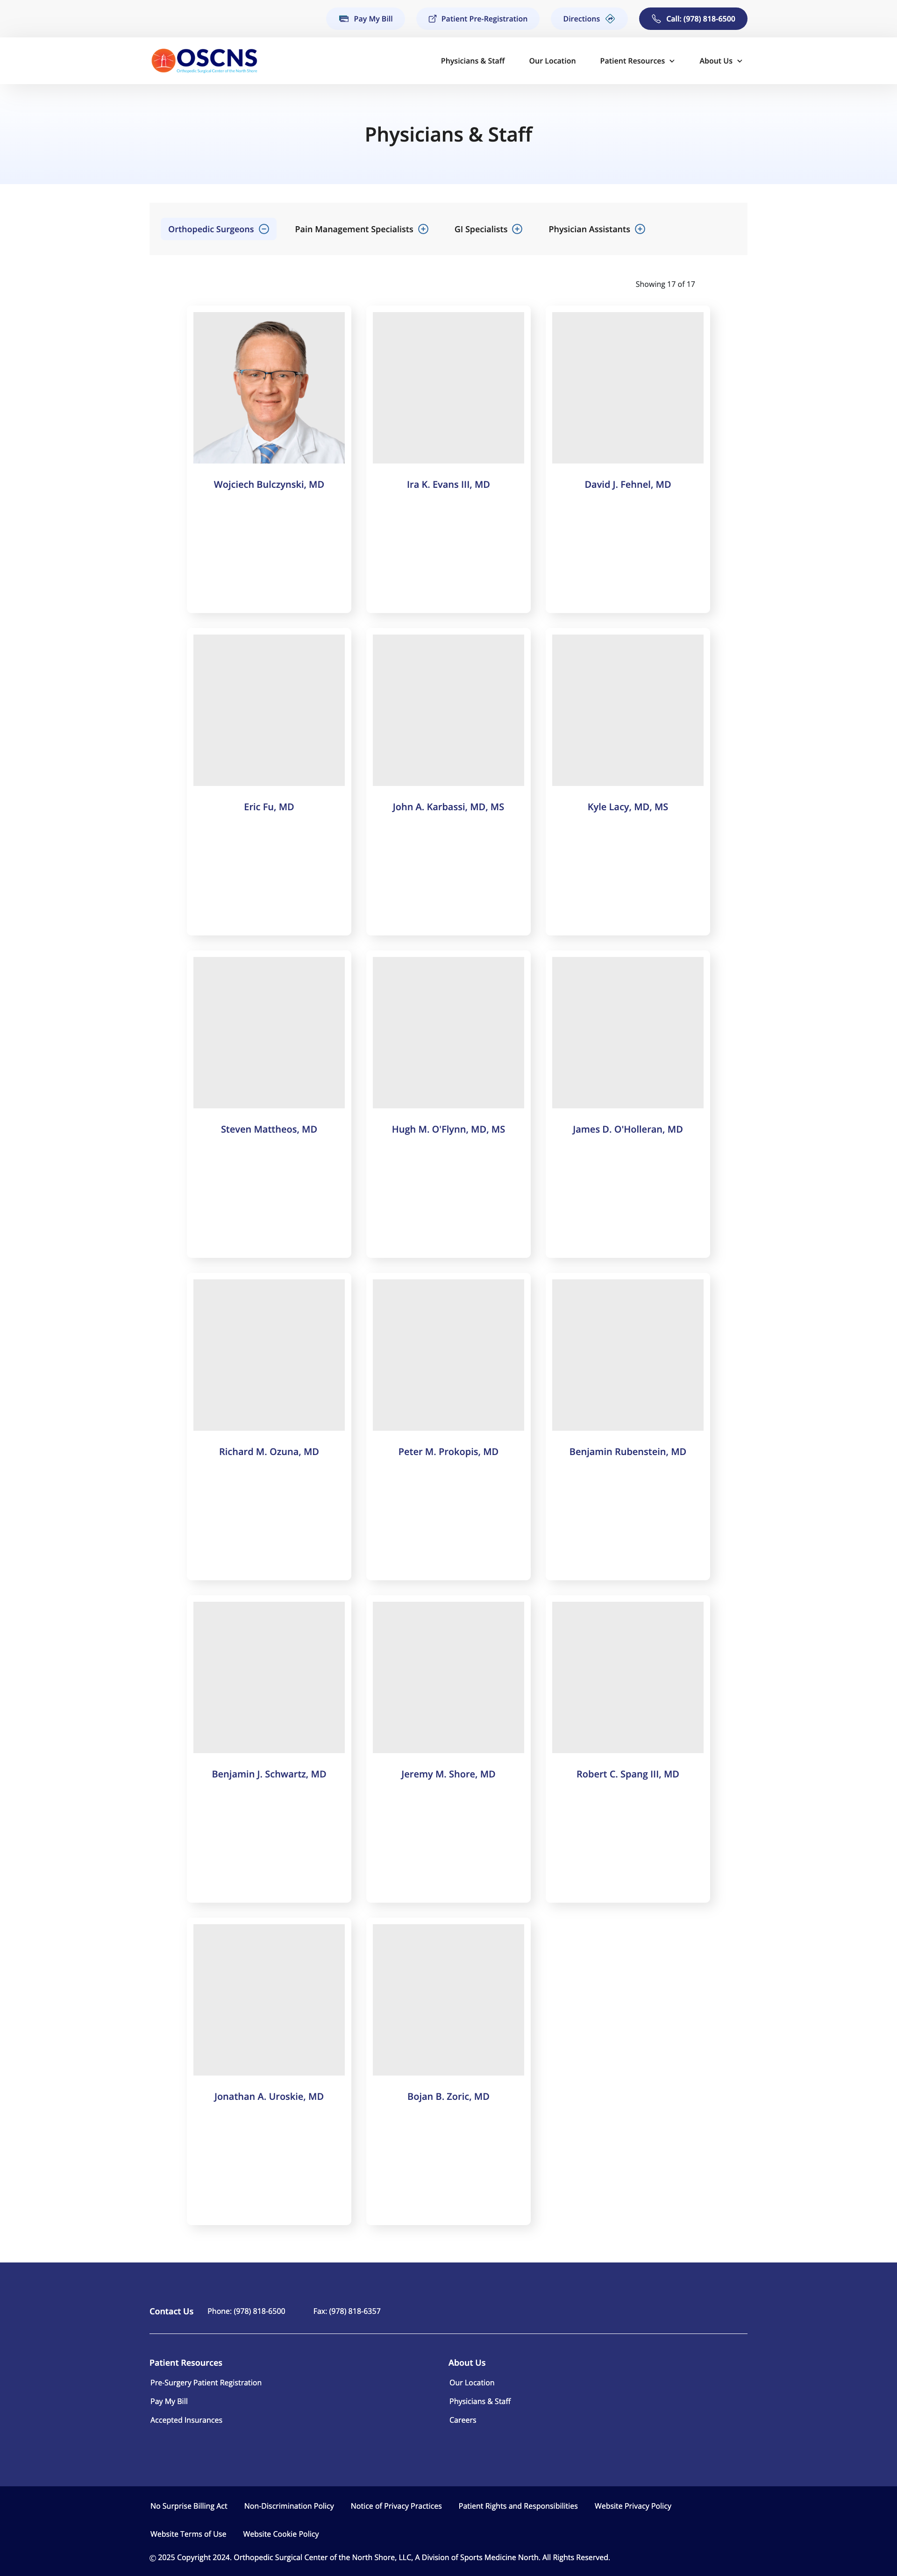 Pay My Bill
Patient Pre-Registration
Directions
Call: (978) 818-6500
OSCNS
Orthopedic Surgical Center of the North Shore
Physicians & Staff
Our Location
Patient Resources
About Us
Physicians & Staff
Orthopedic Surgeons
Pain Management Specialists
GI Specialists
Physician Assistants
Showing 17 of 17
Wojciech Bulczynski, MD
Ira K. Evans III, MD
David J. Fehnel, MD
Eric Fu, MD
John A. Karbassi, MD, MS
Kyle Lacy, MD, MS
Steven Mattheos, MD
Hugh M. O'Flynn, MD, MS
James D. O'Holleran, MD
Richard M. Ozuna, MD
Peter M. Prokopis, MD
Benjamin Rubenstein, MD
Benjamin J. Schwartz, MD
Jeremy M. Shore, MD
Robert C. Spang III, MD
Jonathan A. Uroskie, MD
Bojan B. Zoric, MD
Contact Us
Phone: (978) 818-6500
Fax: (978) 818-6357
Patient Resources
Pre-Surgery Patient Registration
Pay My Bill
Accepted Insurances
About Us
Our Location
Physicians & Staff
Careers
No Surprise Billing Act
Non-Discrimination Policy
Notice of Privacy Practices
Patient Rights and Responsibilities
Website Privacy Policy
Website Terms of Use
Website Cookie Policy
© 2025 Copyright 2024. Orthopedic Surgical Center of the North Shore, LLC, A Division of Sports Medicine North. All Rights Reserved.